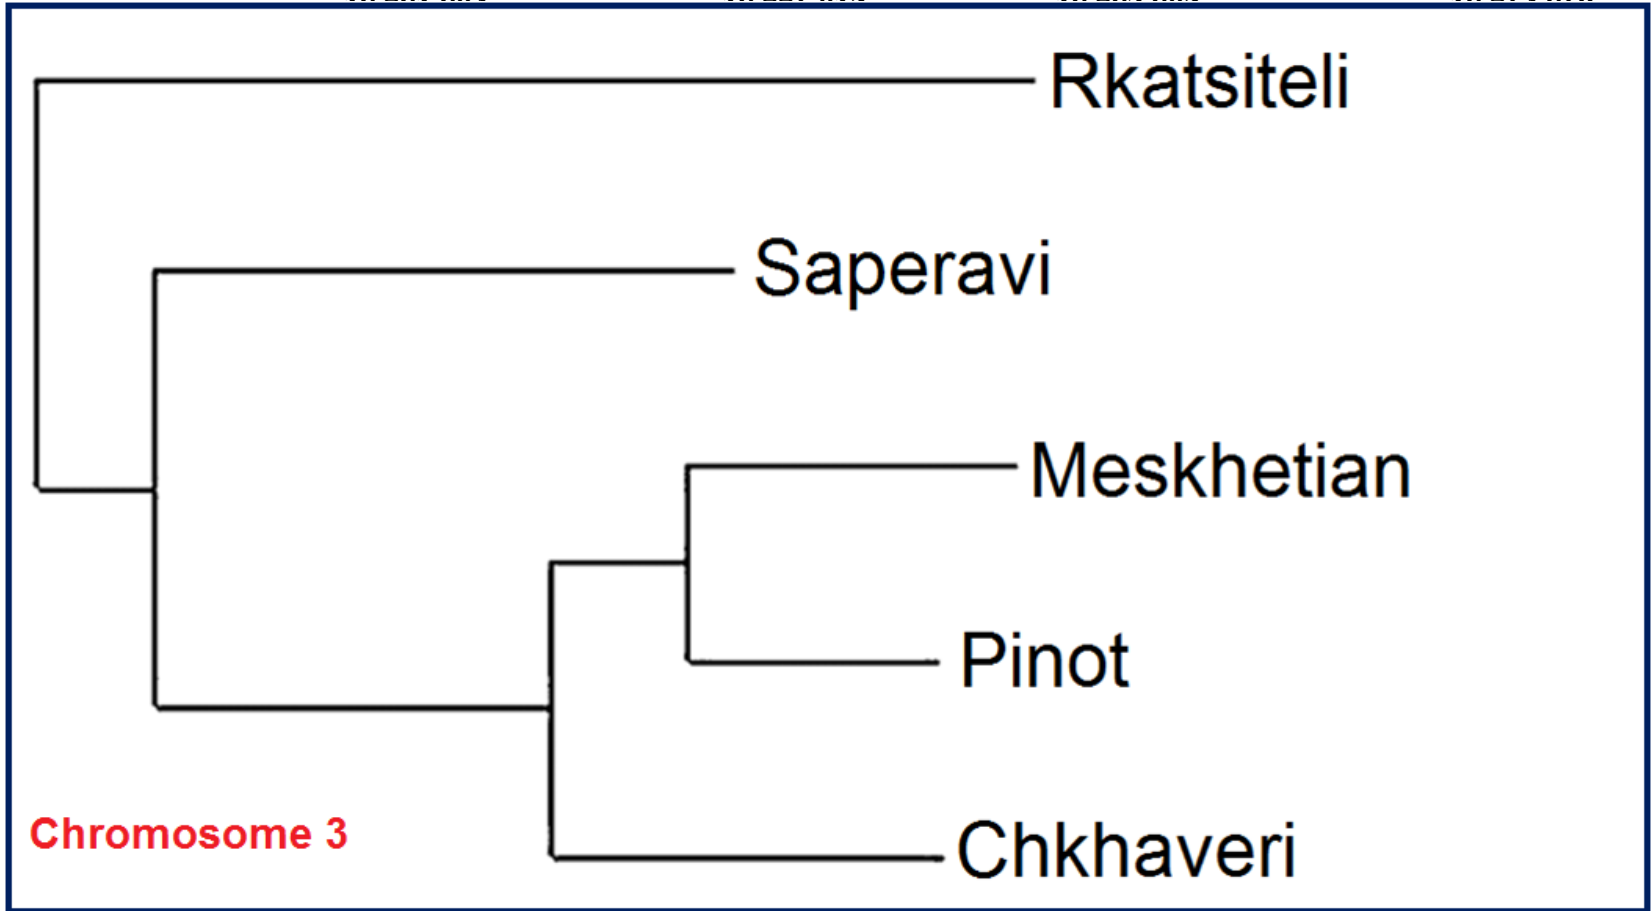 Rkatsiteli
Saperavi
Meskhetian
Pinot
Chkhaveri
Chromosome 3